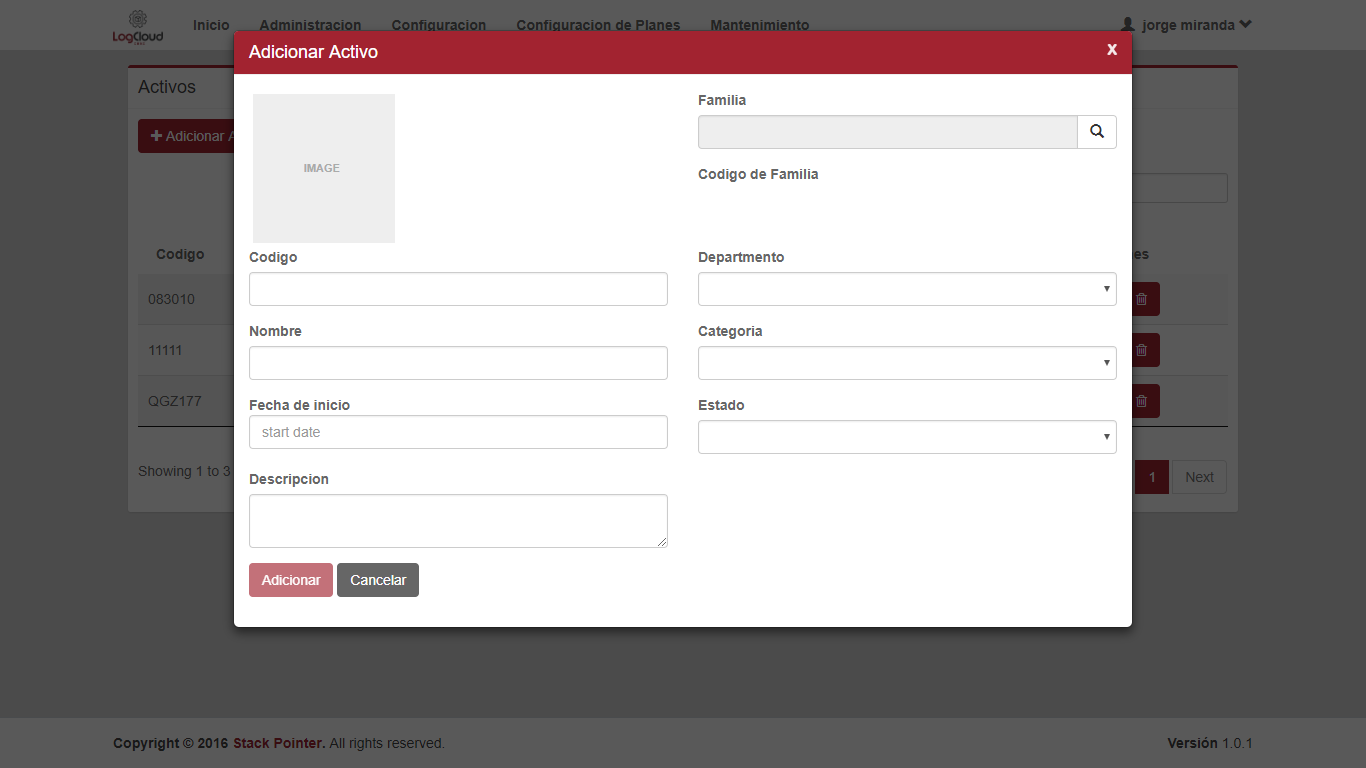 LogCloud
Inicio Administracion Configuracion Configuracion de Planes Mantenimiento jorge miranda
Adicionar Activo x
Activos
Adicionar A
IMAGE
Familia
Codigo de Familia
Codigo
Codigo
Departmento
es
083010
Nombre
Categoria
11111
QGZ177
Fecha de inicio
start date
Estado
Showing 1 to 3
1 Next
Descripcion
Adicionar Cancelar
Copyright © 2016 Stack Pointer. All rights reserved. Versión 1.0.1